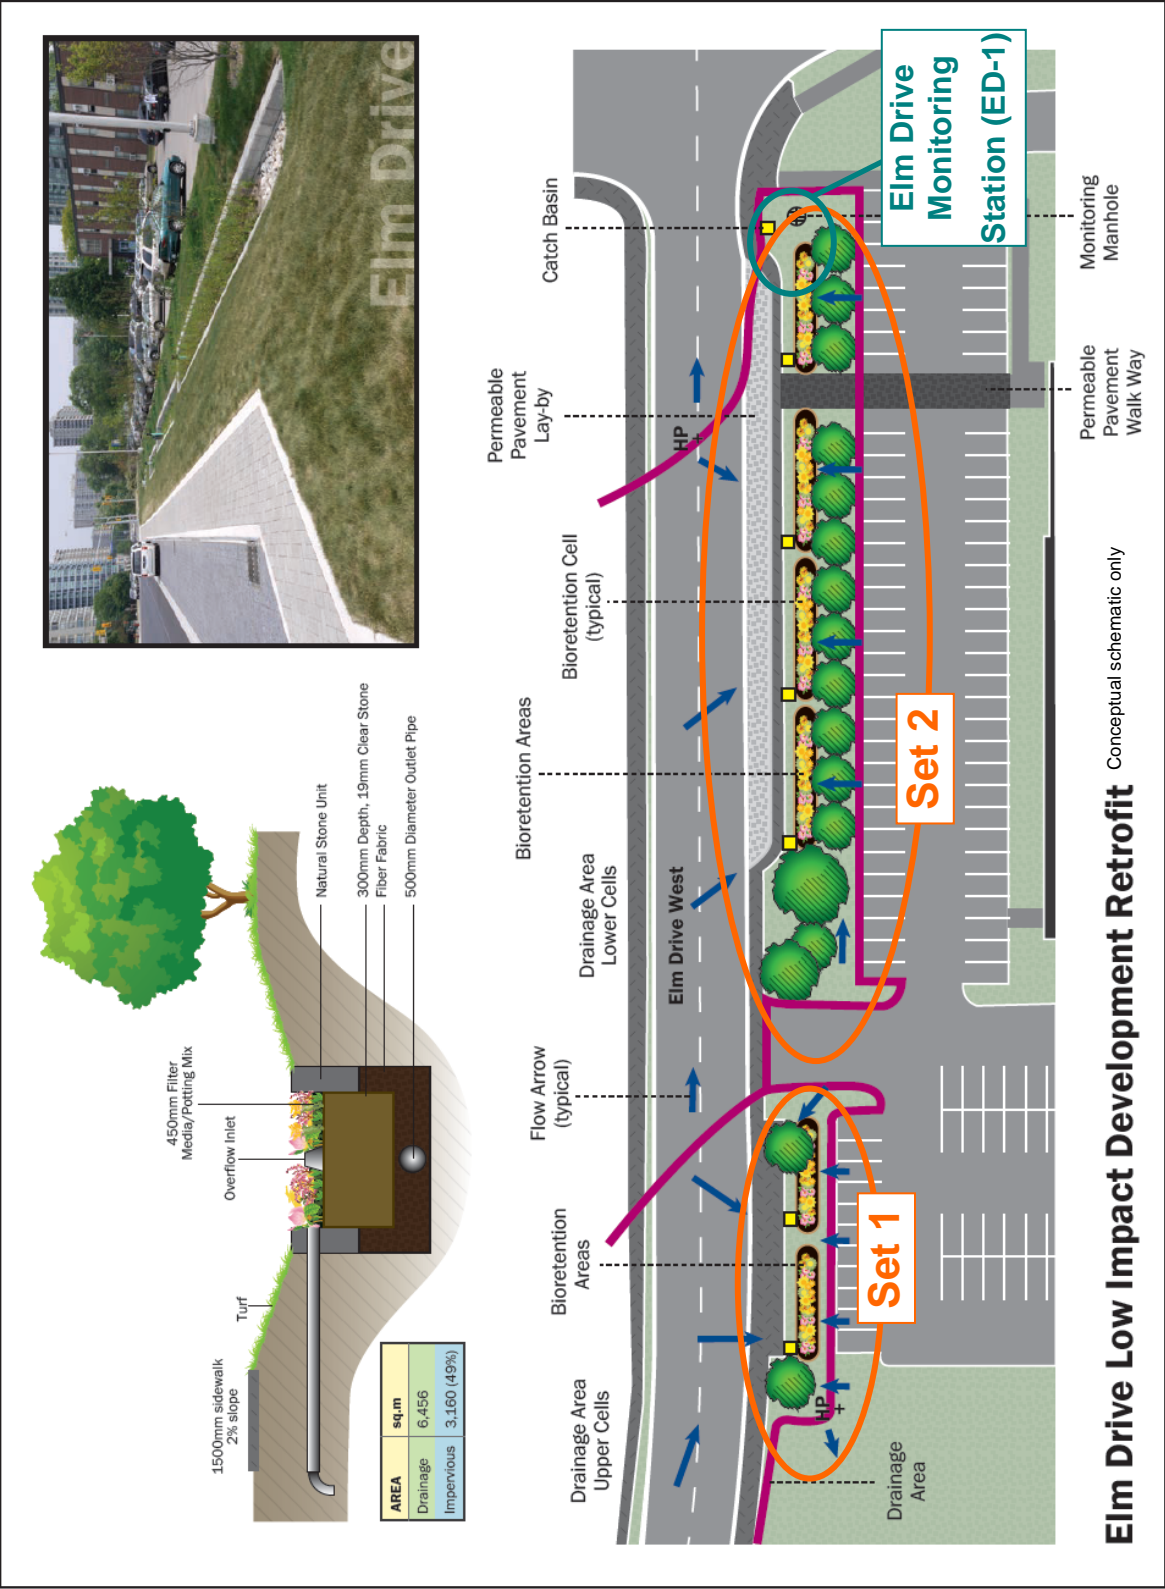 Elm Drive
450mm Filter
Media/Potting Mix
Overflow Inlet
Turf
1500mm sidewalk
2% slope
Natural Stone Unit
300mm Depth, 19mm Clear Stone
Fiber Fabric
500mm Diameter Outlet Pipe
AREA sq.m
Drainage 6,456
Impervious 3,160 (49%)
Drainage Area
Upper Cells
Bioretention
Areas
Flow Arrow
(typical)
Drainage Area
Lower Cells
Bioretention Areas
Bioretention Cell
(typical)
Permeable
Pavement
Lay-by
Catch Basin
Elm Drive West
HP
+
HP
+
Set 1
Set 2
Elm Drive
Monitoring
Station (ED-1)
Drainage
Area
Permeable
Pavement
Walk Way
Monitoring
Manhole
Elm Drive Low Impact Development Retrofit Conceptual schematic only